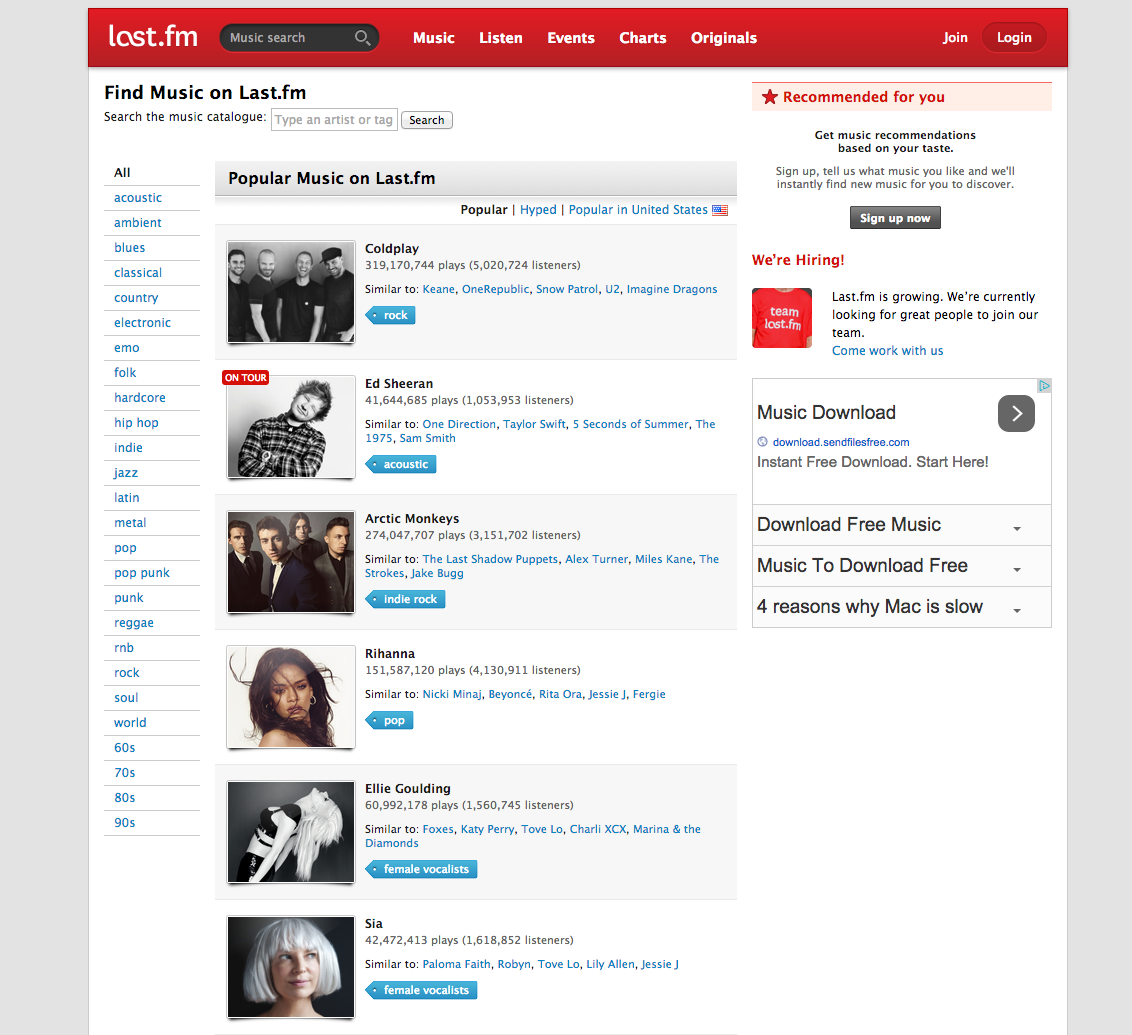 last.fm
Music search
Music
Listen
Events
Charts
Originals
Join
Login
Find Music on Last.fm
Search the music catalogue: Type an artist or tag Search
All
acoustic
ambient
blues
classical
country
electronic
emo
folk
hardcore
hip hop
indie
jazz
latin
metal
pop
pop punk
punk
reggae
rnb
rock
soul
world
60s
70s
80s
90s
Popular Music on Last.fm
Popular | Hyped | Popular in United States
Coldplay
319,170,744 plays (5,020,724 listeners)
Similar to: Keane, OneRepublic, Snow Patrol, U2, Imagine Dragons
rock
ON TOUR
Ed Sheeran
41,644,685 plays (1,053,953 listeners)
Similar to: One Direction, Taylor Swift, 5 Seconds of Summer, The
1975, Sam Smith
acoustic
Arctic Monkeys
274,047,707 plays (3,151,702 listeners)
Similar to: The Last Shadow Puppets, Alex Turner, Miles Kane, The
Strokes, Jake Bugg
indie rock
Rihanna
151,587,120 plays (4,130,911 listeners)
Similar to: Nicki Minaj, Beyoncé, Rita Ora, Jessie J, Fergie
pop
Ellie Goulding
60,992,178 plays (1,560,745 listeners)
Similar to: Foxes, Katy Perry, Tove Lo, Charli XCX, Marina & the
Diamonds
female vocalists
Sia
42,472,413 plays (1,618,852 listeners)
Similar to: Paloma Faith, Robyn, Tove Lo, Lily Allen, Jessie J
female vocalists
Recommended for you
Get music recommendations
based on your taste.
Sign up, tell us what music you like and we'll
instantly find new music for you to discover.
Sign up now
We're Hiring!
team
last.fm
Last.fm is growing. We're currently
looking for great people to join our
team.
Come work with us
Music Download
download.sendfilesfree.com
Instant Free Download. Start Here!
Download Free Music
Music To Download Free
4 reasons why Mac is slow